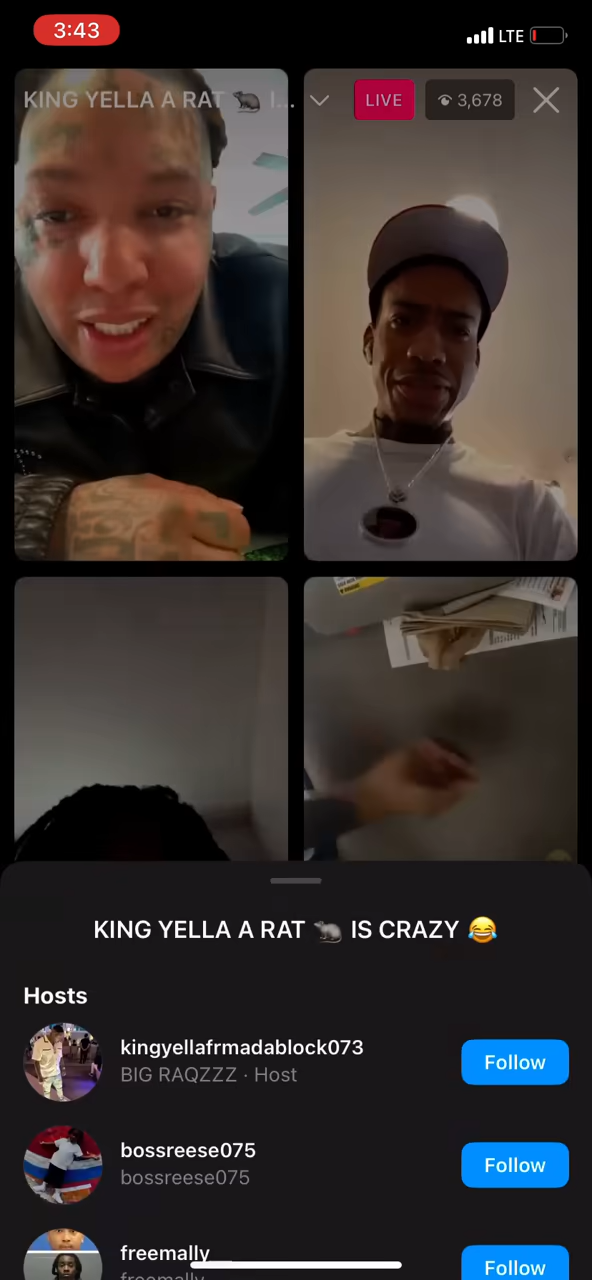 3:43
LTE
KING YELLA A RAT 🐀 I...
LIVE
3,678
KING YELLA A RAT 🐀 IS CRAZY 😂
Hosts
kingyellafrmadablock073
BIG RAQZZZ · Host
Follow
bossreese075
bossreese075
Follow
freemally
freemally
Follow